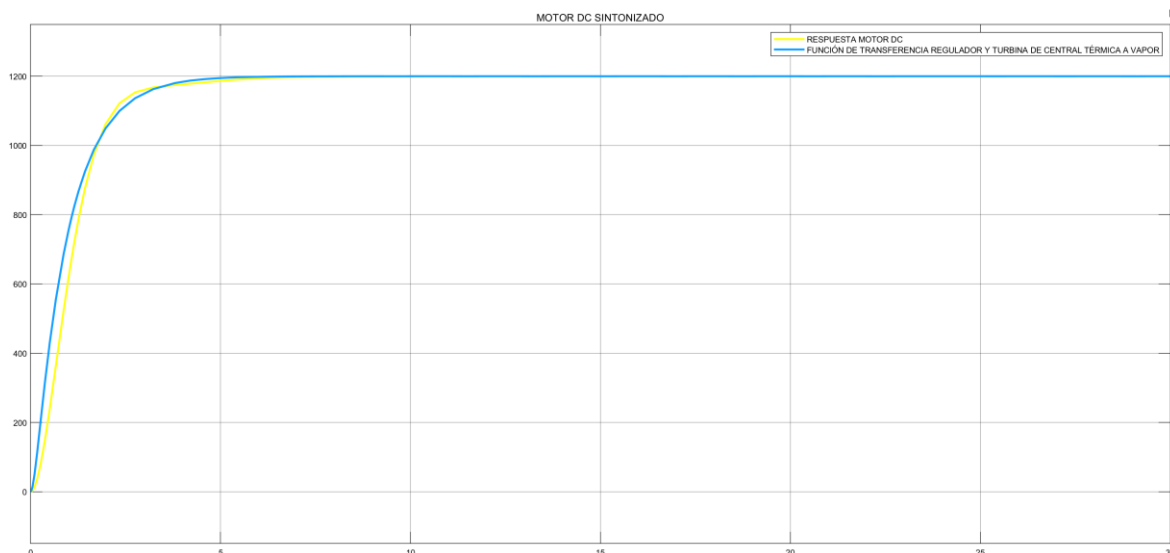 MOTOR DC SINTONIZADO
RESPUESTA MOTOR DC
FUNCIÓN DE TRANSFERENCIA REGULADOR Y TURBINA DE CENTRAL TÉRMICA A VAPOR
1200
1000
800
600
400
200
0
0 5 10 15 20 25